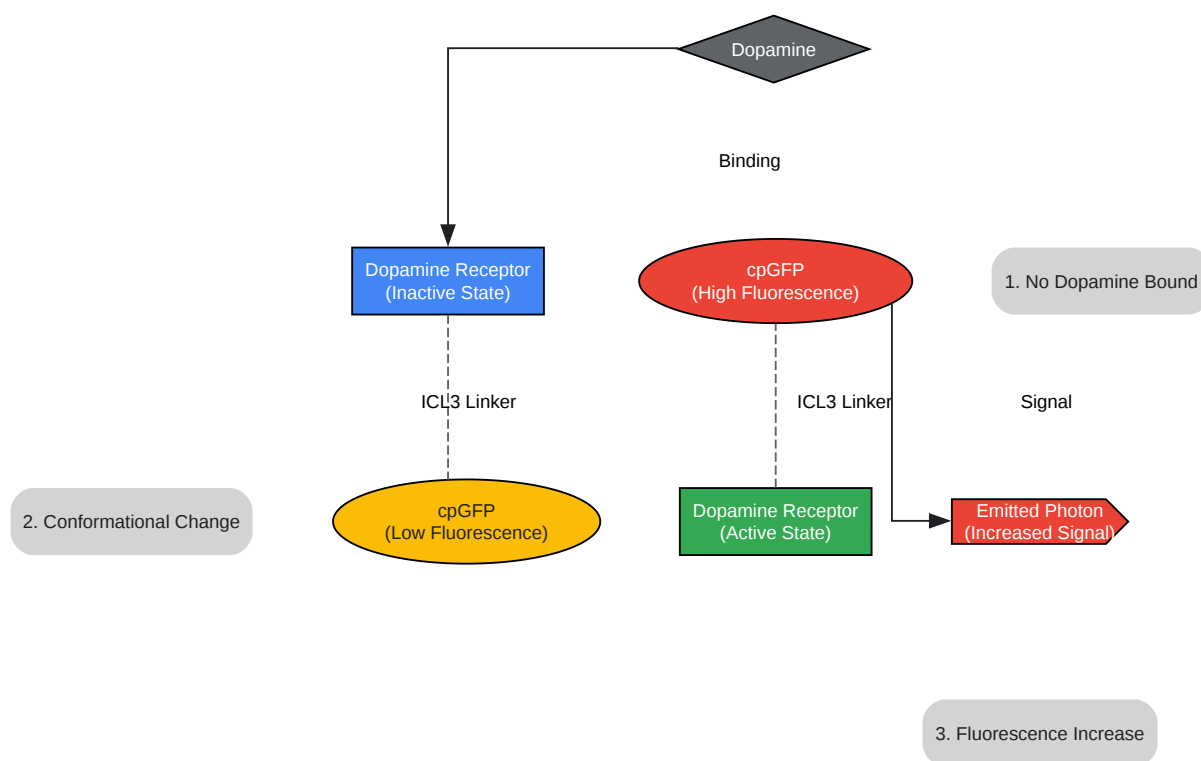 Dopamine
Binding
Dopamine Receptor
(Inactive State)
cpGFP
(High Fluorescence)
1. No Dopamine Bound
ICL3 Linker
ICL3 Linker
Signal
2. Conformational Change
cpGFP
(Low Fluorescence)
Dopamine Receptor
(Active State)
Emitted Photon
(Increased Signal)
3. Fluorescence Increase